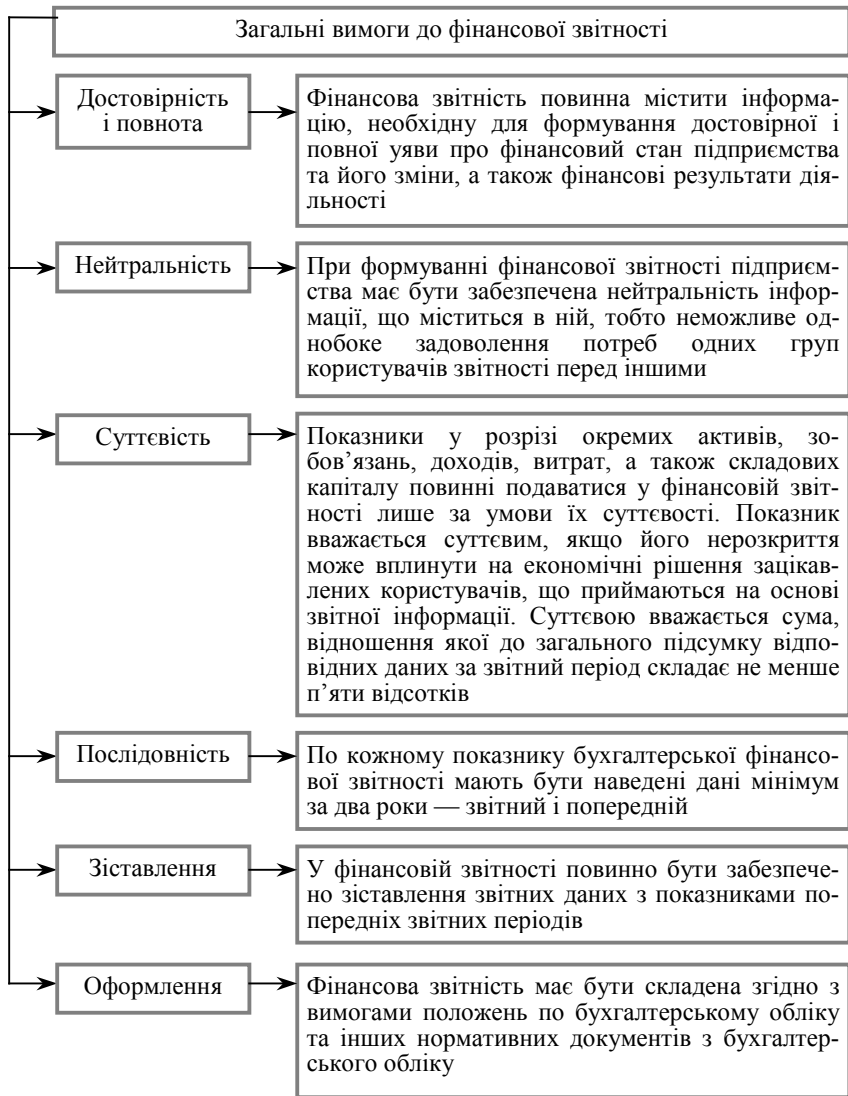 Загальні вимоги до фінансової звітності
Достовірність
і повнота
Фінансова звітність повинна містити інформа-
цію, необхідну для формування достовірної і
повної уяви про фінансовий стан підприємства
та його зміни, а також фінансові результати дія-
льності
Нейтральність
При формуванні фінансової звітності підприєм-
ства має бути забезпечена нейтральність інфор-
мації, що міститься в ній, тобто неможливе од-
нобоке задоволення потреб одних груп
користувачів звітності перед іншими
Суттєвість
Показники у розрізі окремих активів, зо-
бов’язань, доходів, витрат, а також складових
капіталу повинні подаватися у фінансовій звіт-
ності лише за умови їх суттєвості. Показник
вважається суттєвим, якщо його нерозкриття
може вплинути на економічні рішення зацікав-
лених користувачів, що приймаються на основі
звітної інформації. Суттєвою вважається сума,
відношення якої до загального підсумку відпо-
відних даних за звітний період складає не менше
п’яти відсотків
Послідовність
По кожному показнику бухгалтерської фінансо-
вої звітності мають бути наведені дані мінімум
за два роки — звітний і попередній
Зіставлення
У фінансовій звітності повинно бути забезпече-
но зіставлення звітних даних з показниками по-
передніх звітних періодів
Оформлення
Фінансова звітність має бути складена згідно з
вимогами положень по бухгалтерському обліку
та інших нормативних документів з бухгалтер-
ського обліку